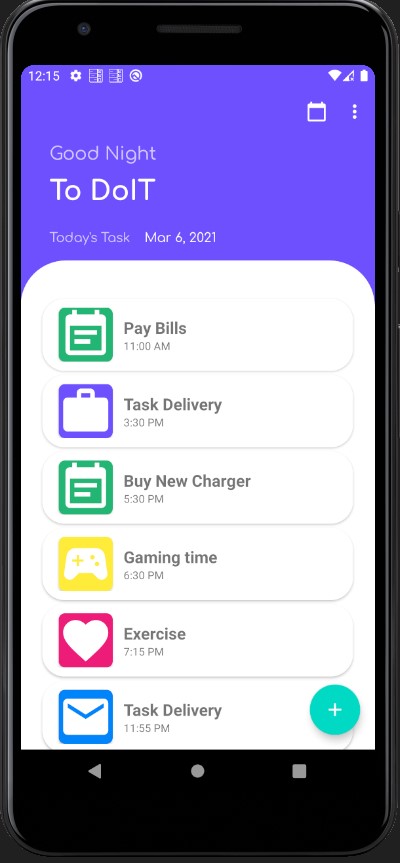 12:15
Good Night
To DoIT
Today's Task Mar 6, 2021
Pay Bills
11:00 AM
Task Delivery
3:30 PM
Buy New Charger
5:30 PM
Gaming time
6:30 PM
Exercise
7:15 PM
Task Delivery
11:55 PM